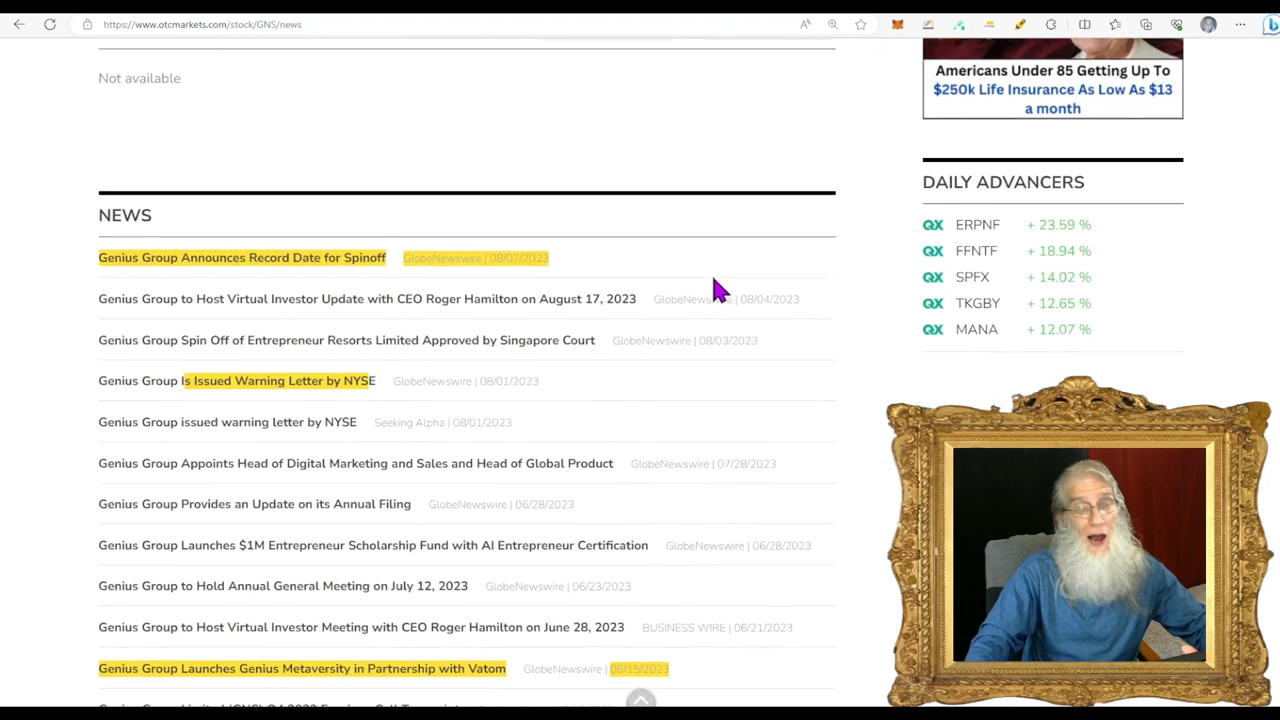 https://www.otcmarkets.com/stock/GNS/news
Not available
NEWS
Genius Group Announces Record Date for Spinoff GlobeNewswire | 08/07/2023
Genius Group to Host Virtual Investor Update with CEO Roger Hamilton on August 17, 2023 | 08/04/2023
Genius Group Spin Off of Entrepreneur Resorts Limited Approved by Singapore Court GlobeNewswire | 08/03/2023
Genius Group Is Issued Warning Letter by NYSE GlobeNewswire | 08/01/2023
Genius Group issued warning letter by NYSE Seeking Alpha | 08/01/2023
Genius Group Appoints Head of Digital Marketing and Sales and Head of Global Product GlobeNewswire | 07/28/2023
Genius Group Provides an Update on its Annual Filing GlobeNewswire | 06/28/2023
Genius Group Launches $1M Entrepreneur Scholarship Fund with AI Entrepreneur Certification GlobeNewswire | 06/28/2023
Genius Group to Hold Annual General Meeting on July 12, 2023 GlobeNewswire | 06/23/2023
Genius Group to Host Virtual Investor Meeting with CEO Roger Hamilton on June 28, 2023 BUSINESS WIRE | 06/21/2023
Genius Group Launches Genius Metaversity in Partnership with Vatom GlobeNewswire | 06/15/2023
Americans Under 85 Getting Up To
$250k Life Insurance As Low As $13
a month
DAILY ADVANCERS
QX ERPNF + 23.59 %
QX FFNTF + 18.94 %
QX SPFX + 14.02 %
QX TKGBY + 12.65 %
QX MANA + 12.07 %